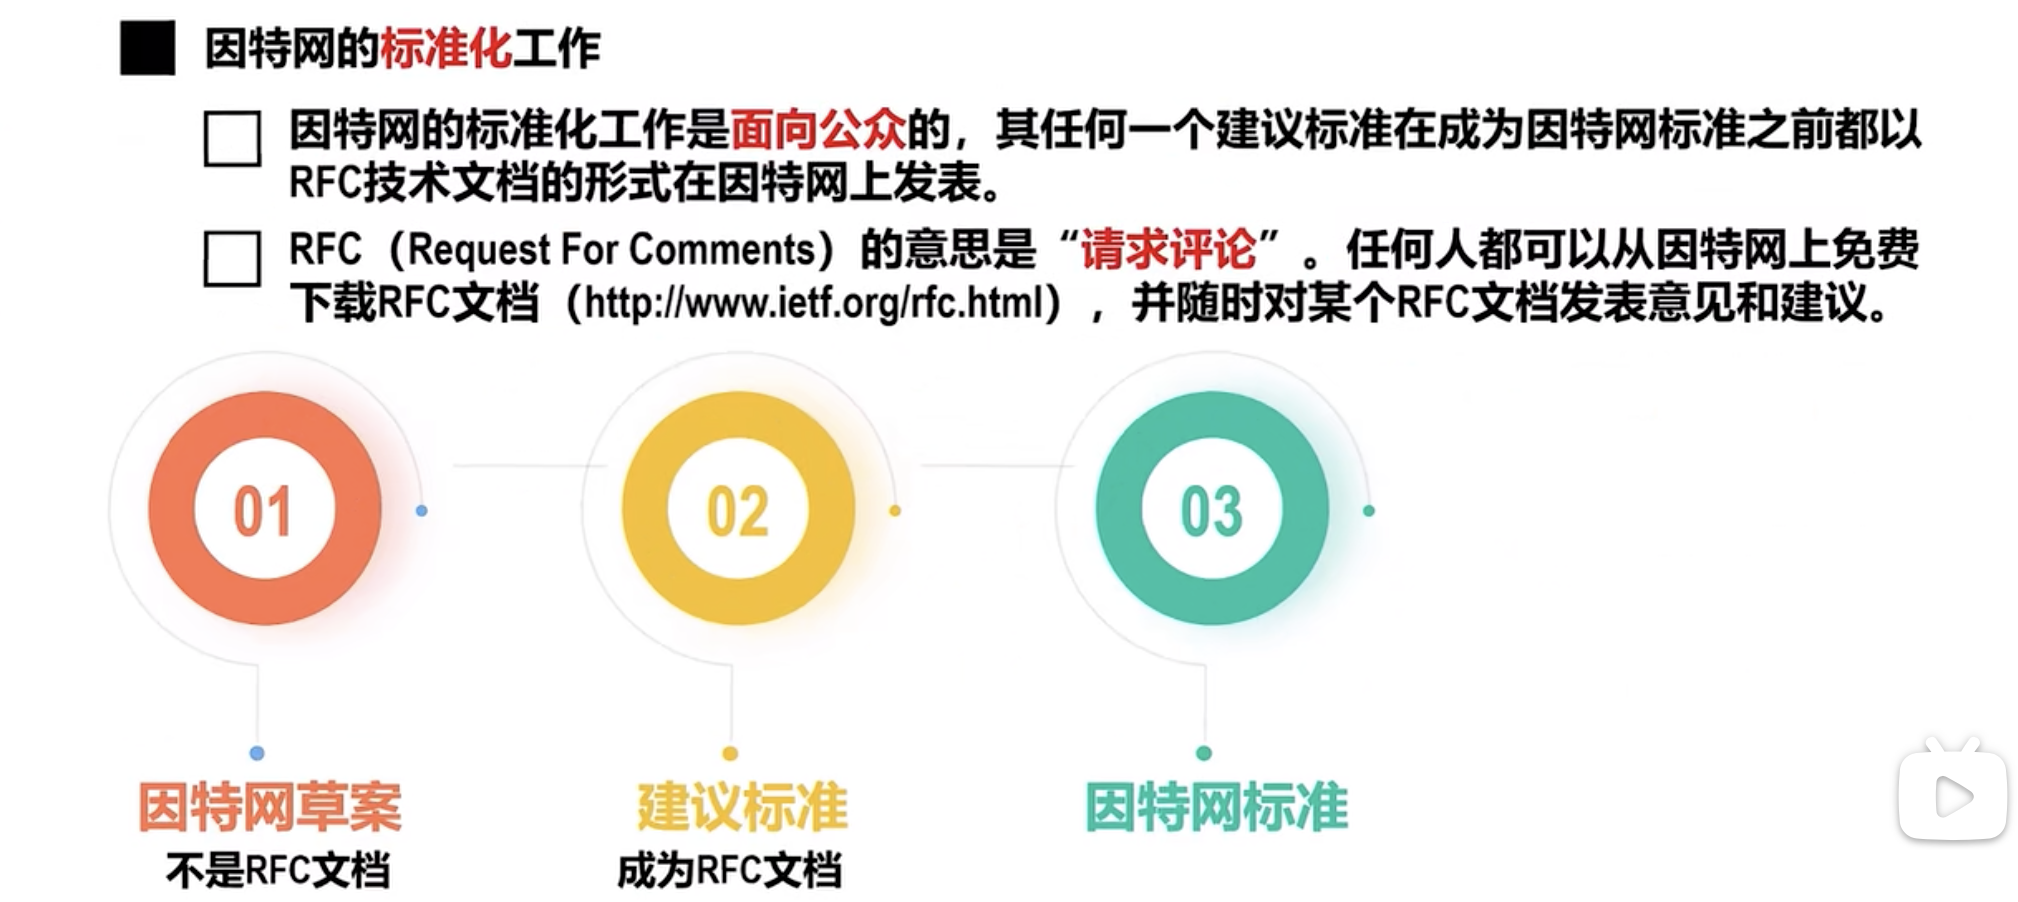 因特网的标准化工作
因特网的标准化工作是面向公众的，其任何一个建议标准在成为因特网标准之前都以
RFC技术文档的形式在因特网上发表。
RFC（Request For Comments）的意思是“请求评论”。任何人都可以从因特网上免费
下载RFC文档（http://www.ietf.org/rfc.html），并随时对某个RFC文档发表意见和建议。
01
02
03
因特网草案
建议标准
因特网标准
不是RFC文档
成为RFC文档